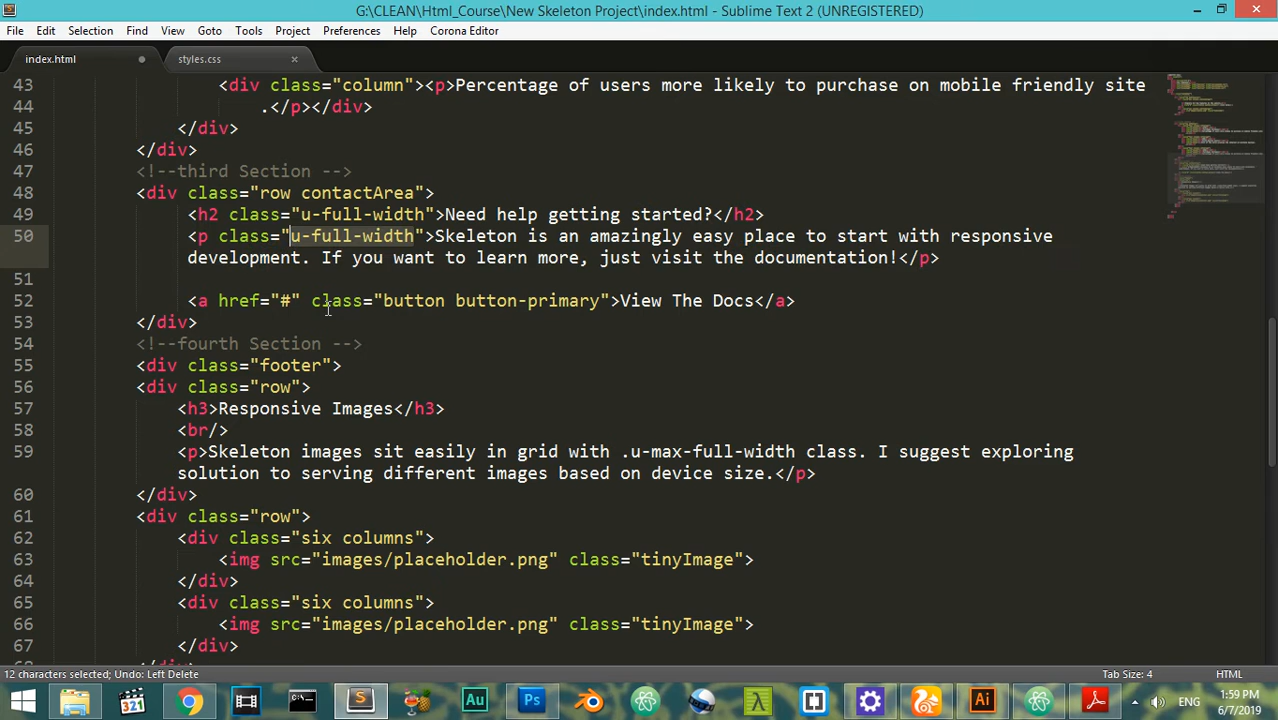 G:\CLEAN\Html_Course\New Skeleton Project\index.html - Sublime Text 2 (UNREGISTERED)
File Edit Selection Find View Goto Tools Project Preferences Help Corona Editor
index.html styles.css
43 <div class="column"><p>Percentage of users more likely to purchase on mobile friendly site
44 .</p></div>
45 </div>
46 </div>
47 <!--third Section -->
48 <div class="row contactArea">
49 <h2 class="u-full-width">Need help getting started?</h2>
50 <p class="u-full-width">Skeleton is an amazingly easy place to start with responsive
development. If you want to learn more, just visit the documentation!</p>
51
52 <a href="#" class="button button-primary">View The Docs</a>
53 </div>
54 <!--fourth Section -->
55 <div class="footer">
56 <div class="row">
57 <h3>Responsive Images</h3>
58 <br/>
59 <p>Skeleton images sit easily in grid with .u-max-full-width class. I suggest exploring
solution to serving different images based on device size.</p>
60 </div>
61 <div class="row">
62 <div class="six columns">
63 <img src="images/placeholder.png" class="tinyImage">
64 </div>
65 <div class="six columns">
66 <img src="images/placeholder.png" class="tinyImage">
67 </div>
12 characters selected; Undo: Left Delete Tab Size: 4 HTML
321 Au Ps Ai ENG 1:59 PM
6/7/2019